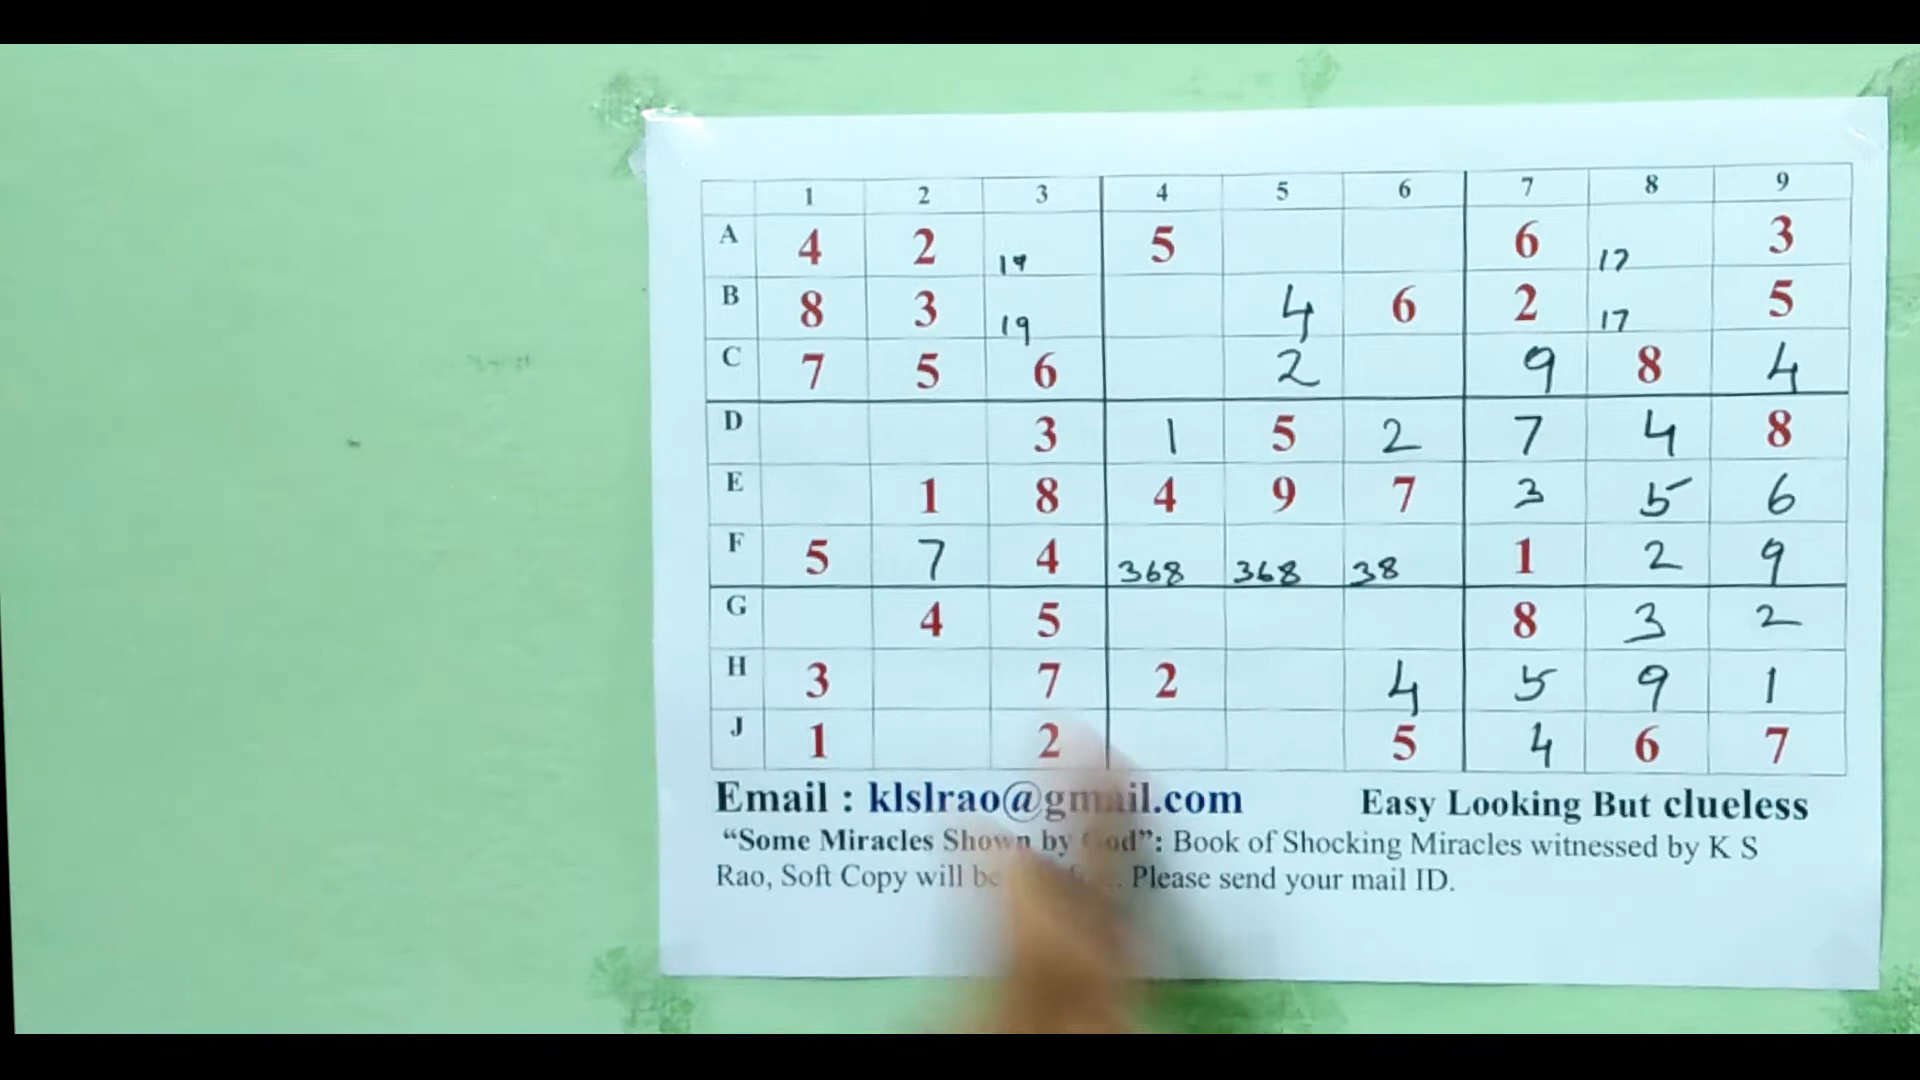 1 2 3 4 5 6 7 8 9
A 4 2 19 5 6 17 3
B 8 3 19 4 6 2 17 5
C 7 5 6 2 9 8 4
D 3 1 5 2 7 4 8
E 1 8 4 9 7 3 5 6
F 5 7 4 368 368 38 1 2 9
G 4 5 8 3 2
H 3 7 2 4 5 9 1
J 1 2 5 4 6 7
Email : klslrao@gmail.com Easy Looking But clueless
“Some Miracles Shown by God”: Book of Shocking Miracles witnessed by K S
Rao, Soft Copy will be Please send your mail ID.